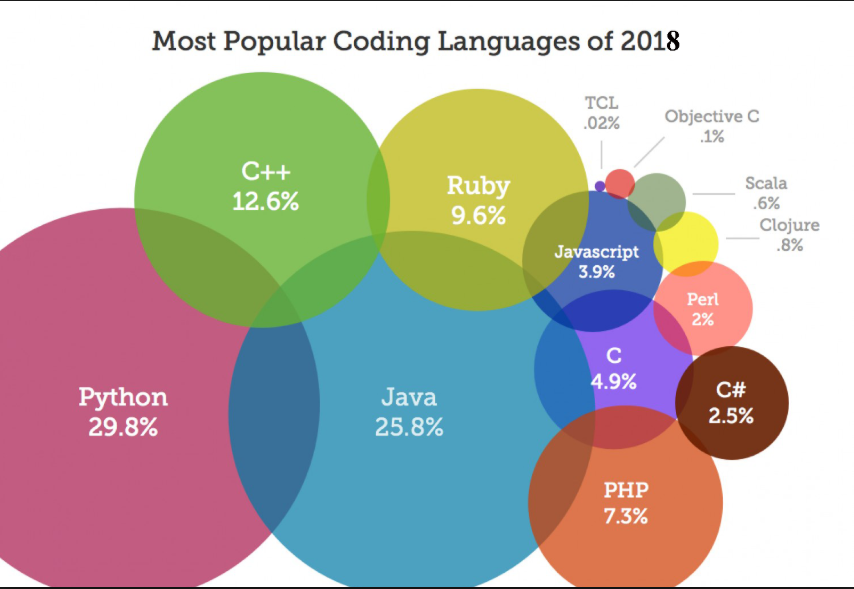 Most Popular Coding Languages of 2018
TCL
.02%
Objective C
.1%
C++
12.6%
Ruby
9.6%
Scala
.6%
Clojure
.8%
Javascript
3.9%
Perl
2%
C
4.9%
Python
29.8%
Java
25.8%
C#
2.5%
PHP
7.3%